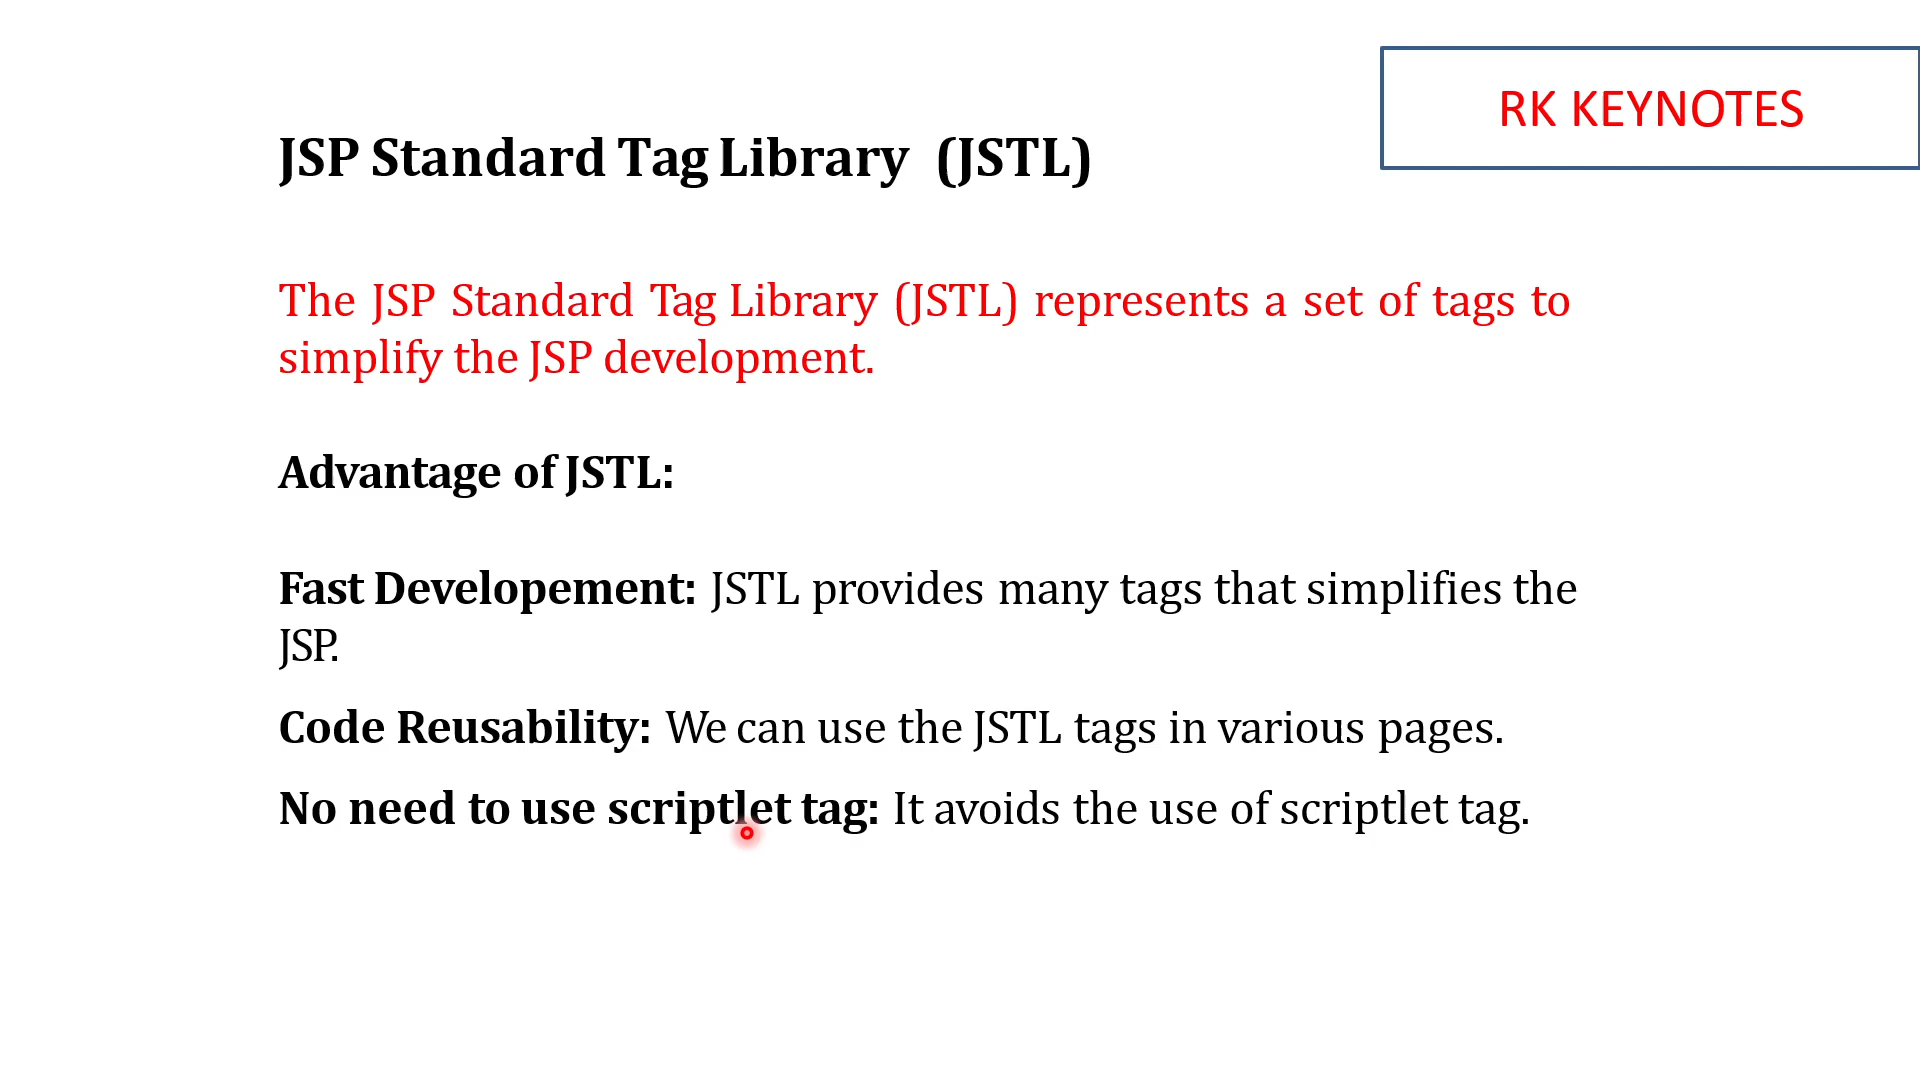 RK KEYNOTES
JSP Standard Tag Library (JSTL)
The JSP Standard Tag Library (JSTL) represents a set of tags to
simplify the JSP development.
Advantage of JSTL:
Fast Developement: JSTL provides many tags that simplifies the
JSP.
Code Reusability: We can use the JSTL tags in various pages.
No need to use scriptlet tag: It avoids the use of scriptlet tag.